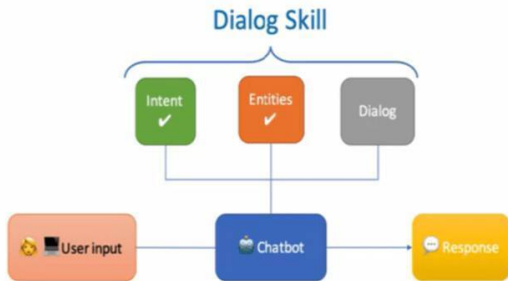 Dialog Skill
Intent
✔
Entities
✔
Dialog
User input
Chatbot
Response